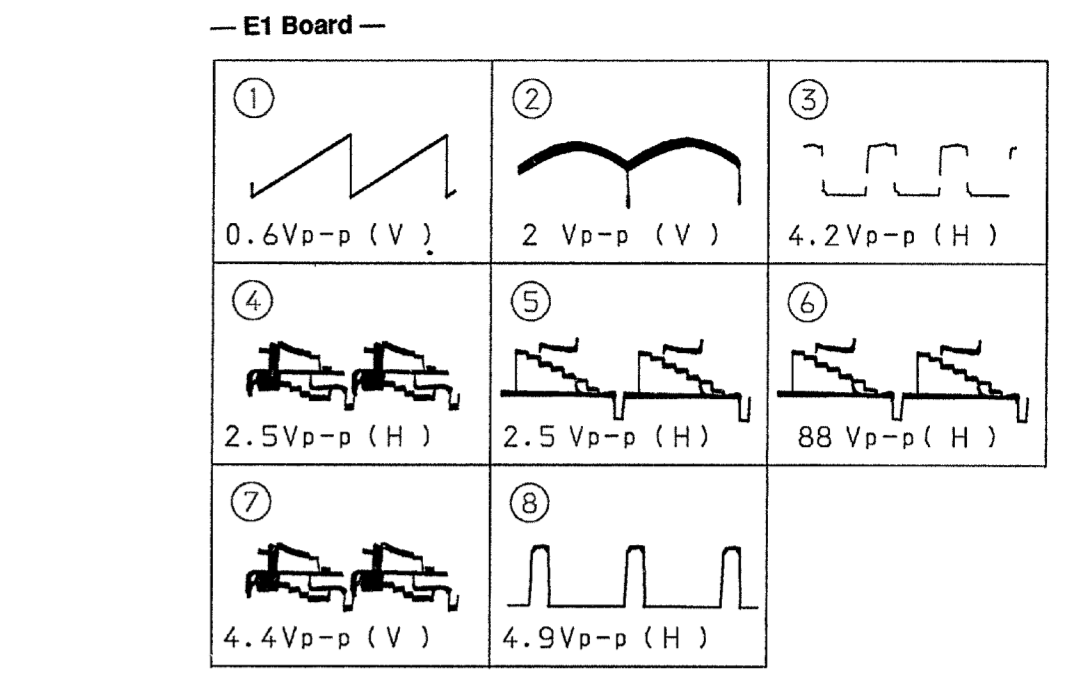 — E1 Board —
① ② ③
0.6Vp-p (V) 2 Vp-p (V) 4.2Vp-p (H)
④ ⑤ ⑥
2.5Vp-p (H) 2.5 Vp-p (H) 88 Vp-p( H )
⑦ ⑧
4.4Vp-p (V) 4.9Vp-p (H)